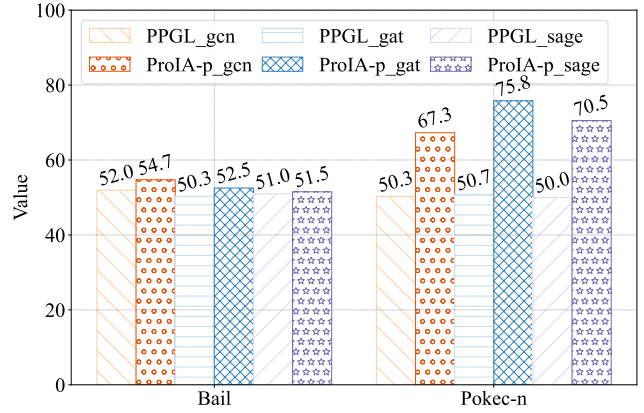 100
80
60
40
20
0
Value
PPGL_gcn PPGL_gat PPGL_sage
ProIA-p_gcn ProIA-p_gat ProIA-p_sage
52.0 54.7 50.3 52.5 51.0 51.5
50.3 67.3 50.7 75.8 50.0 70.5
Bail Pokec-n